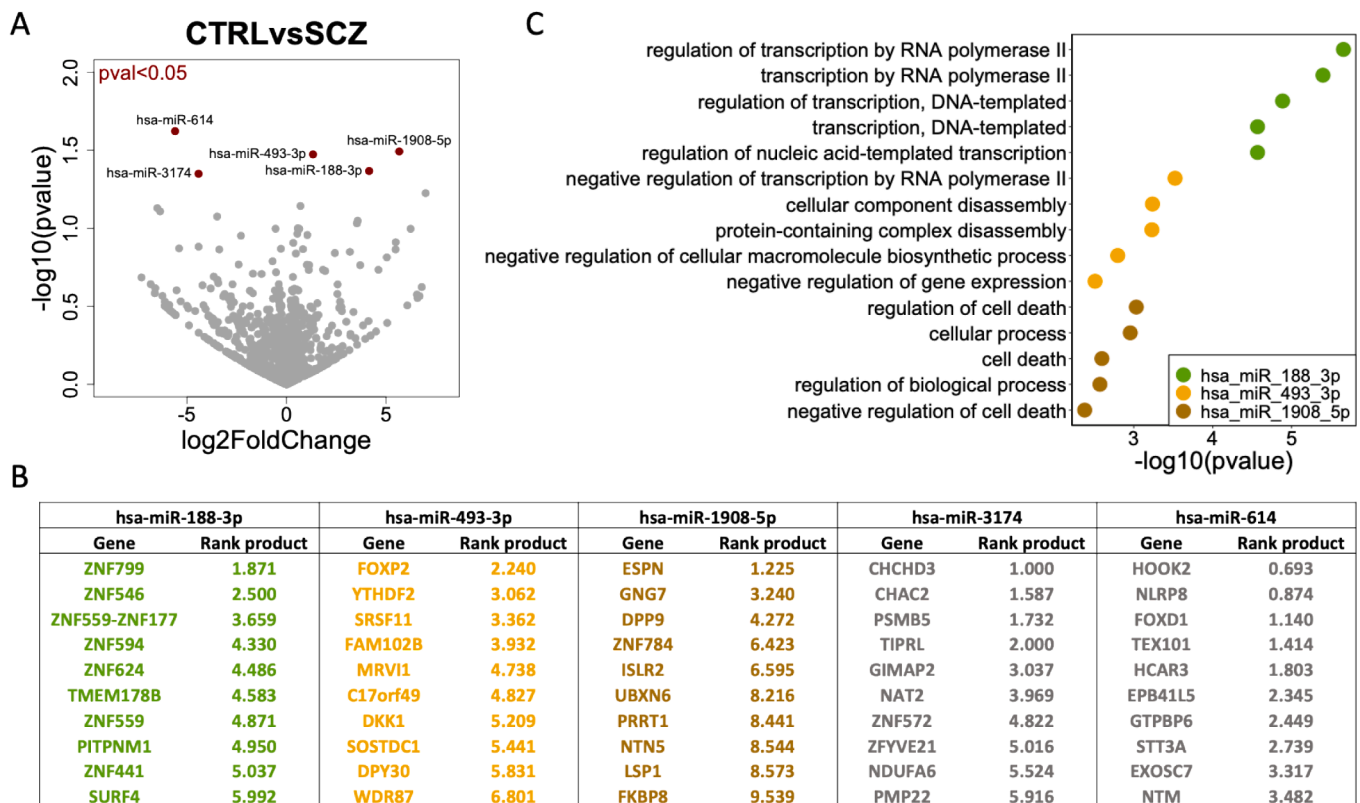 A
CTRLvsSCZ
pval<0.05
2.0
1.5
1.0
0.5
0.0
-log10(pvalue)
hsa-miR-614
hsa-miR-1908-5p
hsa-miR-493-3p
hsa-miR-188-3p
hsa-miR-3174
-5 0 5
log2FoldChange
C
regulation of transcription by RNA polymerase II
transcription by RNA polymerase II
regulation of transcription, DNA-templated
transcription, DNA-templated
regulation of nucleic acid-templated transcription
negative regulation of transcription by RNA polymerase II
cellular component disassembly
protein-containing complex disassembly
negative regulation of cellular macromolecule biosynthetic process
negative regulation of gene expression
regulation of cell death
cellular process
cell death
regulation of biological process
negative regulation of cell death
hsa_miR_188_3p
hsa_miR_493_3p
hsa_miR_1908_5p
3 4 5
-log10(pvalue)
B
hsa-miR-188-3p hsa-miR-493-3p hsa-miR-1908-5p hsa-miR-3174 hsa-miR-614
Gene Rank product Gene Rank product Gene Rank product Gene Rank product Gene Rank product
ZNF799 1.871 FOXP2 2.240 ESPN 1.225 CHCHD3 1.000 HOOK2 0.693
ZNF546 2.500 YTHDF2 3.062 GNG7 3.240 CHAC2 1.587 NLRP8 0.874
ZNF559-ZNF177 3.659 SRSF11 3.362 DPP9 4.272 PSMB5 1.732 FOXD1 1.140
ZNF594 4.330 FAM102B 3.932 ZNF784 6.423 TIPRL 2.000 TEX101 1.414
ZNF624 4.486 MRVI1 4.738 ISLR2 6.595 GIMAP2 3.037 HCAR3 1.803
TMEM178B 4.583 C17orf49 4.827 UBXN6 8.216 NAT2 3.969 EPB41L5 2.345
ZNF559 4.871 DKK1 5.209 PRRT1 8.441 ZNF572 4.822 GTPBP6 2.449
PITPNM1 4.950 SOSTDC1 5.441 NTN5 8.544 ZFYVE21 5.016 STT3A 2.739
ZNF441 5.037 DPY30 5.831 LSP1 8.573 NDUFA6 5.524 EXOSC7 3.317
SURF4 5.992 WDR87 6.801 FKBP8 9.539 PMP22 5.916 NTM 3.482